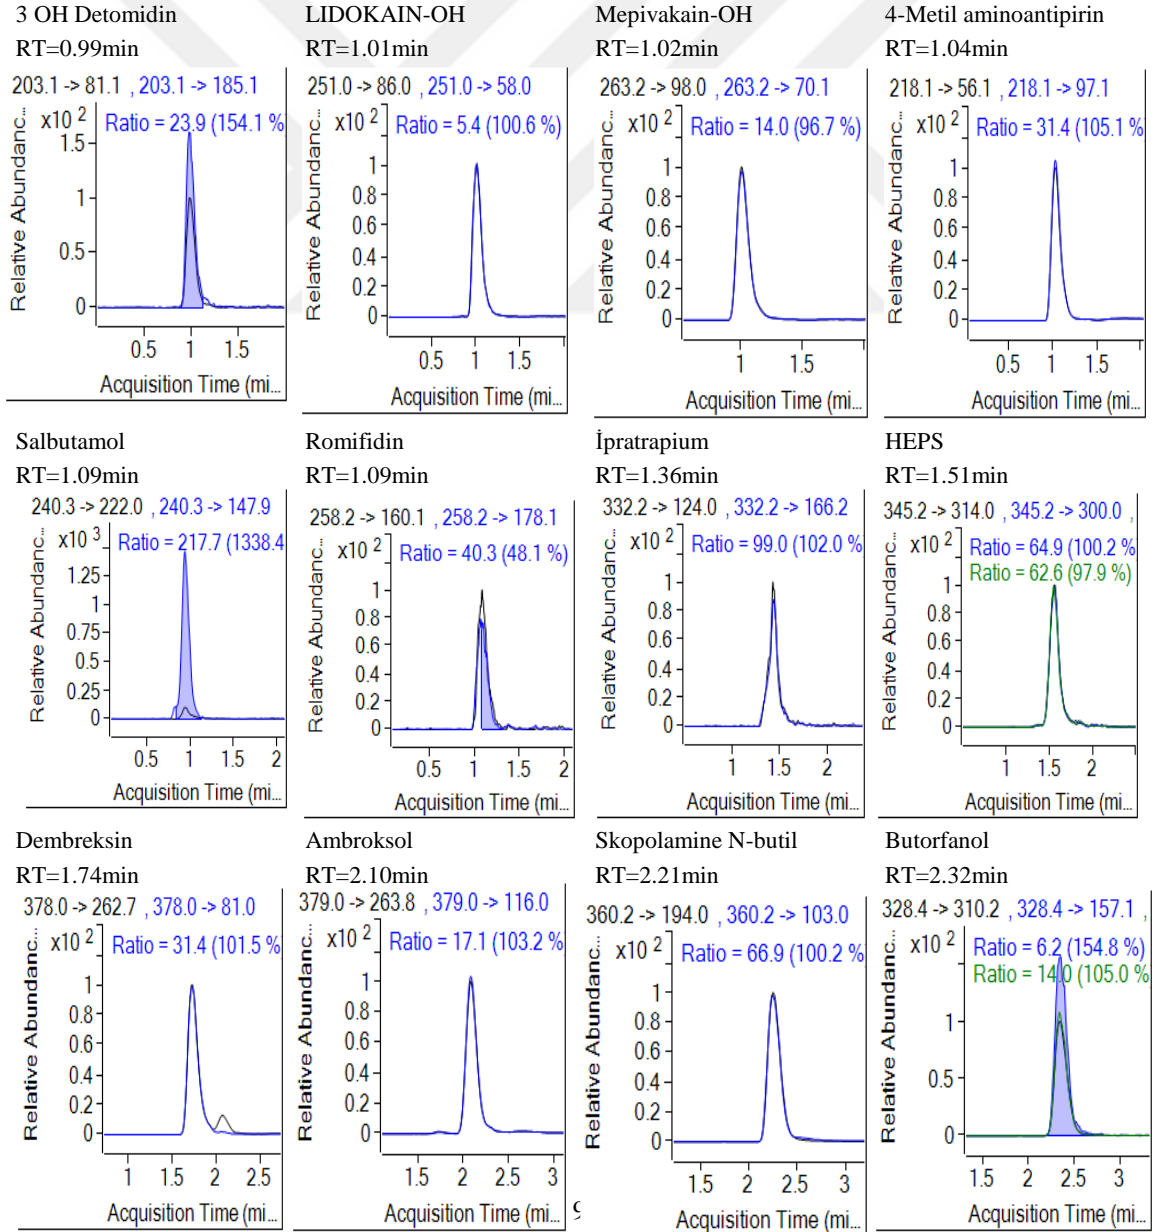 3 OH Detomidin
RT=0.99min
203.1 -> 81.1 , 203.1 -> 185.1
x10 2
Ratio = 23.9 (154.1 %
Relative Abundanc...
1.5
1
0.5
0
0.5 1 1.5
Acquisition Time (mi...
LIDOKAIN-OH
RT=1.01min
251.0 -> 86.0 , 251.0 -> 58.0
x10 2
Ratio = 5.4 (100.6 %)
Relative Abundanc...
1
0.8
0.6
0.4
0.2
0
0.5 1 1.5
Acquisition Time (mi...
Mepivakain-OH
RT=1.02min
263.2 -> 98.0 , 263.2 -> 70.1
x10 2
Ratio = 14.0 (96.7 %)
Relative Abundanc...
1
0.8
0.6
0.4
0.2
0
1 1.5
Acquisition Time (mi...
4-Metil aminoantipirin
RT=1.04min
218.1 -> 56.1 , 218.1 -> 97.1
x10 2
Ratio = 31.4 (105.1 %
Relative Abundanc...
1
0.8
0.6
0.4
0.2
0
0.5 1 1.5
Acquisition Time (mi...
Salbutamol
RT=1.09min
240.3 -> 222.0 , 240.3 -> 147.9
x10 3
Ratio = 217.7 (1338.4
Relative Abundanc...
1.25
1
0.75
0.5
0.25
0
0.5 1 1.5 2
Acquisition Time (mi...
Romifidin
RT=1.09min
258.2 -> 160.1 , 258.2 -> 178.1
x10 2
Ratio = 40.3 (48.1 %)
Relative Abundanc...
1
0.8
0.6
0.4
0.2
0
0.5 1 1.5 2
Acquisition Time (mi...
İpratrapium
RT=1.36min
332.2 -> 124.0 , 332.2 -> 166.2
x10 2
Ratio = 99.0 (102.0 %
Relative Abundanc...
1
0.8
0.6
0.4
0.2
0
1 1.5 2
Acquisition Time (mi...
HEPS
RT=1.51min
345.2 -> 314.0 , 345.2 -> 300.0 ,
x10 2
Ratio = 64.9 (100.2 %
Ratio = 62.6 (97.9 %)
Relative Abundanc...
1
0.8
0.6
0.4
0.2
0
1 1.5 2
Acquisition Time (mi...
Dembreksin
RT=1.74min
378.0 -> 262.7 , 378.0 -> 81.0
x10 2
Ratio = 31.4 (101.5 %
Relative Abundanc...
1
0.8
0.6
0.4
0.2
0
1 1.5 2 2.5
Acquisition Time (mi...
Ambroksol
RT=2.10min
379.0 -> 263.8 , 379.0 -> 116.0
x10 2
Ratio = 17.1 (103.2 %
Relative Abundanc...
1
0.8
0.6
0.4
0.2
0
1.5 2 2.5 3
Acquisition Time (mi...
Skopolamine N-butil
RT=2.21min
360.2 -> 194.0 , 360.2 -> 103.0
x10 2
Ratio = 66.9 (100.2 %
Relative Abundanc...
1
0.8
0.6
0.4
0.2
0
1.5 2 2.5 3
Acquisition Time (mi...
Butorfanol
RT=2.32min
328.4 -> 310.2 , 328.4 -> 157.1 ,
x10 2
Ratio = 6.2 (154.8 %)
Ratio = 14.0 (105.0 %
Relative Abundanc...
1
0.5
0
1.5 2 2.5 3
Acquisition Time (mi...